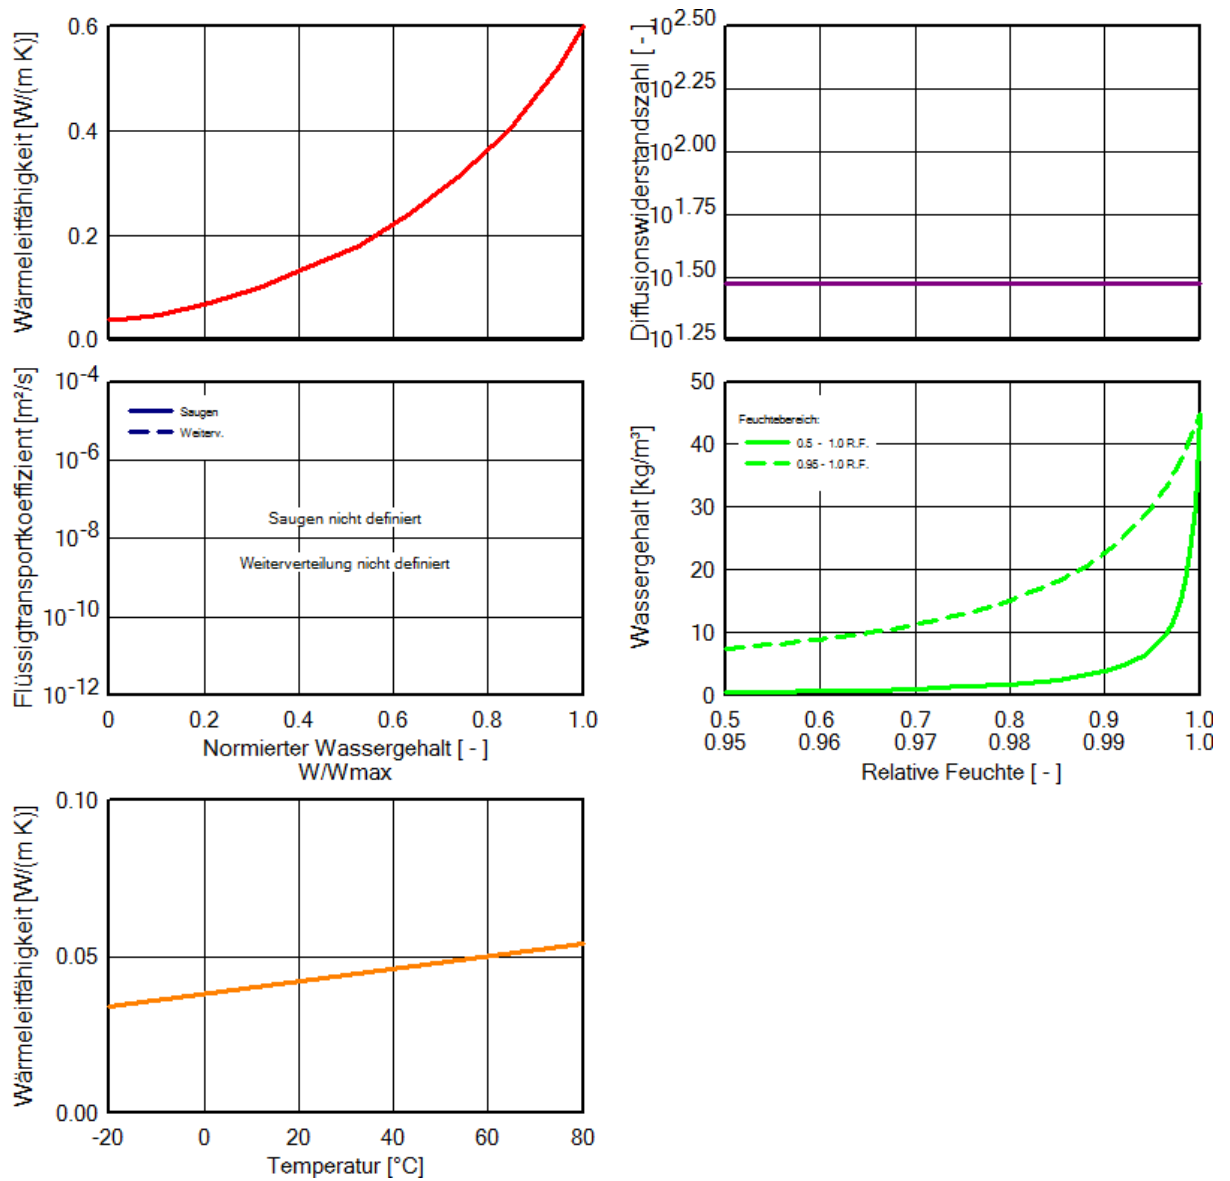 Wärmeleitfähigkeit [W/(m K)]
0.6
0.4
0.2
0.0
Diffusionswiderstandszahl [ - ]
10^2.50
10^2.25
10^2.00
10^1.75
10^1.50
10^1.25
Flüssigtransportkoeffizient [m²/s]
10^-4
10^-6
10^-8
10^-10
10^-12
Saugen
Weiterv.
Saugen nicht definiert
Weiterverteilung nicht definiert
0 0.2 0.4 0.6 0.8 1.0
Normierter Wassergehalt [ - ]
W/Wmax
Wassergehalt [kg/m³]
50
40
30
20
10
0
Feuchtebereich:
0.5 - 1.0 R.F.
0.95 - 1.0 R.F.
0.5 0.6 0.7 0.8 0.9 1.0
0.95 0.96 0.97 0.98 0.99 1.0
Relative Feuchte [ - ]
Wärmeleitfähigkeit [W/(m K)]
0.10
0.05
0.00
-20 0 20 40 60 80
Temperatur [°C]